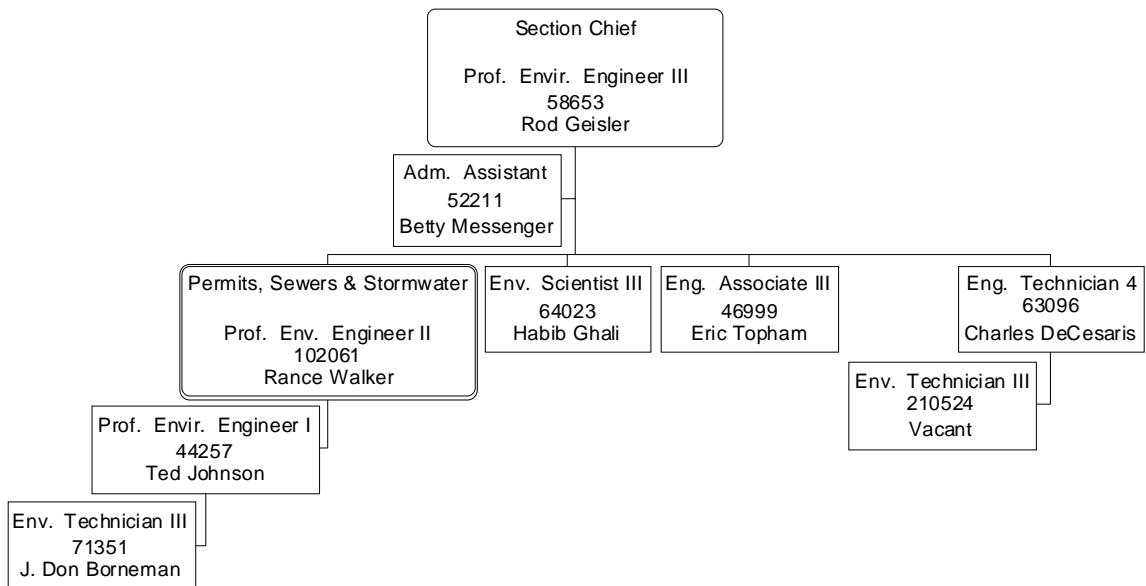 Section Chief
Prof. Envir. Engineer III
58653
Rod Geisler
Adm. Assistant
52211
Betty Messenger
Permits, Sewers & Stormwater
Prof. Env. Engineer II
102061
Rance Walker
Env. Scientist III
64023
Habib Ghali
Eng. Associate III
46999
Eric Topham
Eng. Technician 4
63096
Charles DeCesaris
Env. Technician III
210524
Vacant
Prof. Envir. Engineer I
44257
Ted Johnson
Env. Technician III
71351
J. Don Borneman